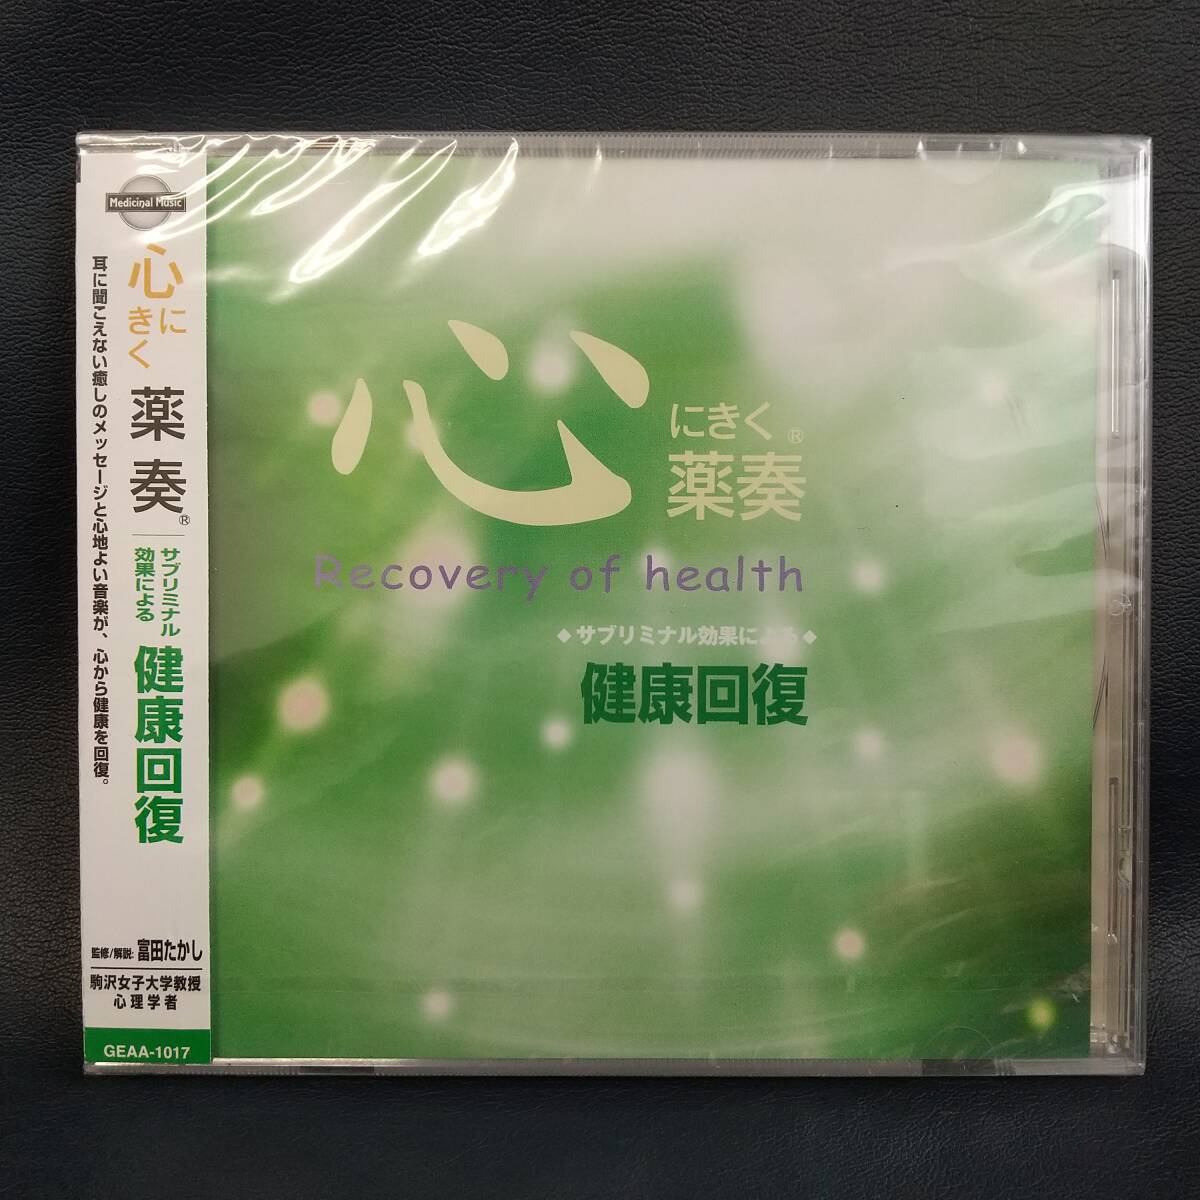 Medicinal Music
心にきく
薬奏®
サブリミナル
効果による
健康回復
耳に聞こえない癒しのメッセージと心地よい音楽が、心から健康を回復。
監修/解説: 富田たかし
駒沢女子大学教授
心理学者
GEAA-1017
心
にきく®
薬奏
Recovery of health
◆サブリミナル効果による◆
健康回復